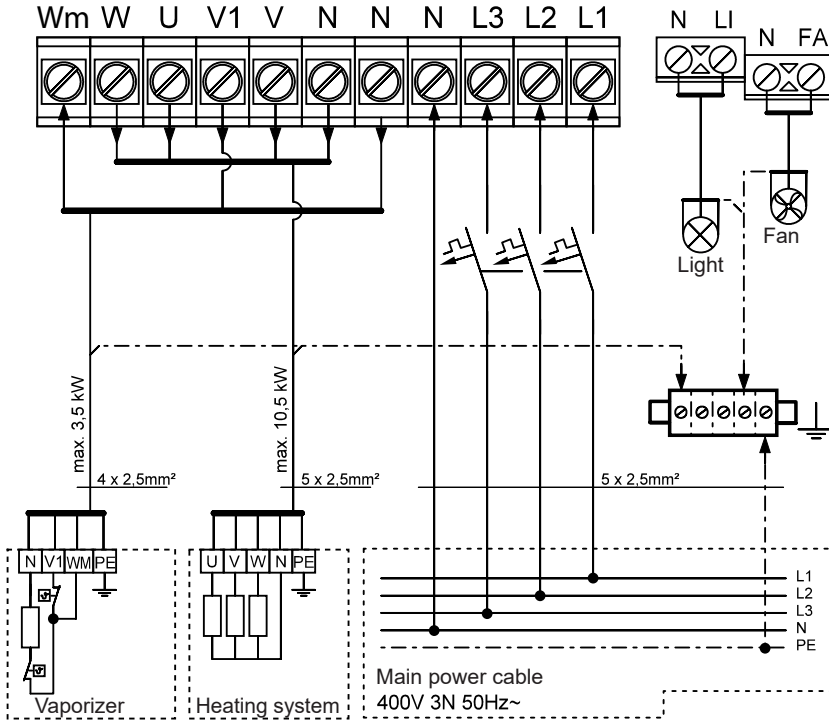 Wm W U V1 V N N N L3 L2 L1
N LI
N FA
Light
Fan
max. 3,5 kW
max. 10,5 kW
4 x 2,5mm²
5 x 2,5mm²
5 x 2,5mm²
N V1 WM PE
U V W N PE
L1
L2
L3
N
PE
Vaporizer
Heating system
Main power cable
400V 3N 50Hz~